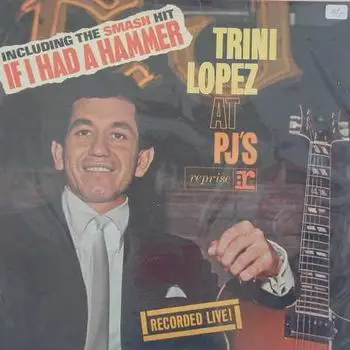 INCLUDING THE SMASH HIT
IF I HAD A HAMMER
TRINI
LOPEZ
AT
PJ'S
reprise r:
RECORDED LIVE!